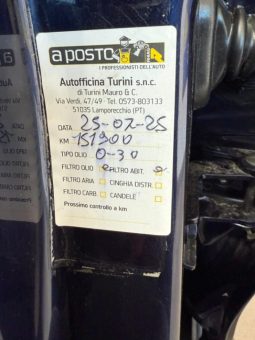 a posto
I PROFESSIONISTI DELL'AUTO
Autofficina Turini s.n.c.
di Turini Mauro & C.
Via Verdi, 47/49 - Tel. 0573-803133
51035 Lamporecchio (PT)
DATA 25-07-25
KM 151900
TIPO OLIO 0-30
FILTRO OLIO FILTRO ABIT.
FILTRO ARIA CINGHIA DISTR.
FILTRO CARB. CANDELE
Prossimo controllo a km